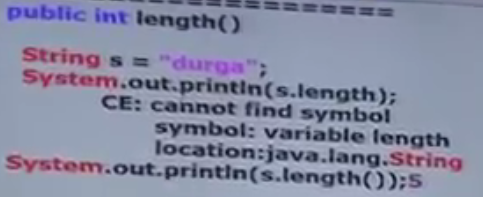 public int length()
String s = "durga";
System.out.println(s.length);
CE: cannot find symbol
symbol: variable length
location:java.lang.String
System.out.println(s.length());5